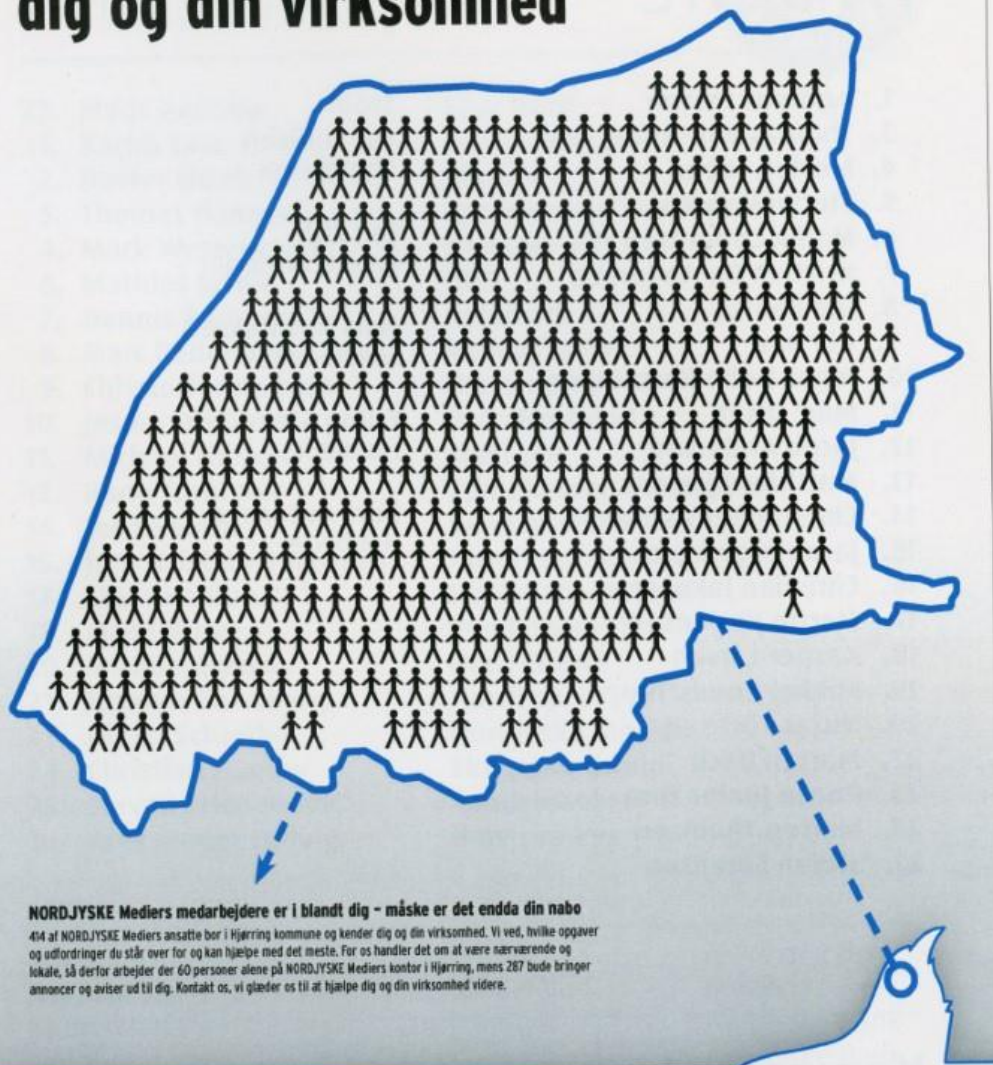 dig og din virksomhed
NORDJYSKE Mediers medarbejdere er i blandt dig – måske er det endda din nabo
414 af NORDJYSKE Mediers ansatte bor i Hjørring kommune og kender dig og din virksomhed. Vi ved, hvilke opgaver
og udfordringer du står over for og kan hjælpe med det meste. For os handler det om at være nærværende og
lokale, så derfor arbejder der 60 personer alene på NORDJYSKE Mediers kontor i Hjørring, mens 287 bude bringer
annoncer og aviser ud til dig. Kontakt os, vi glæder os til at hjælpe dig og din virksomhed videre.